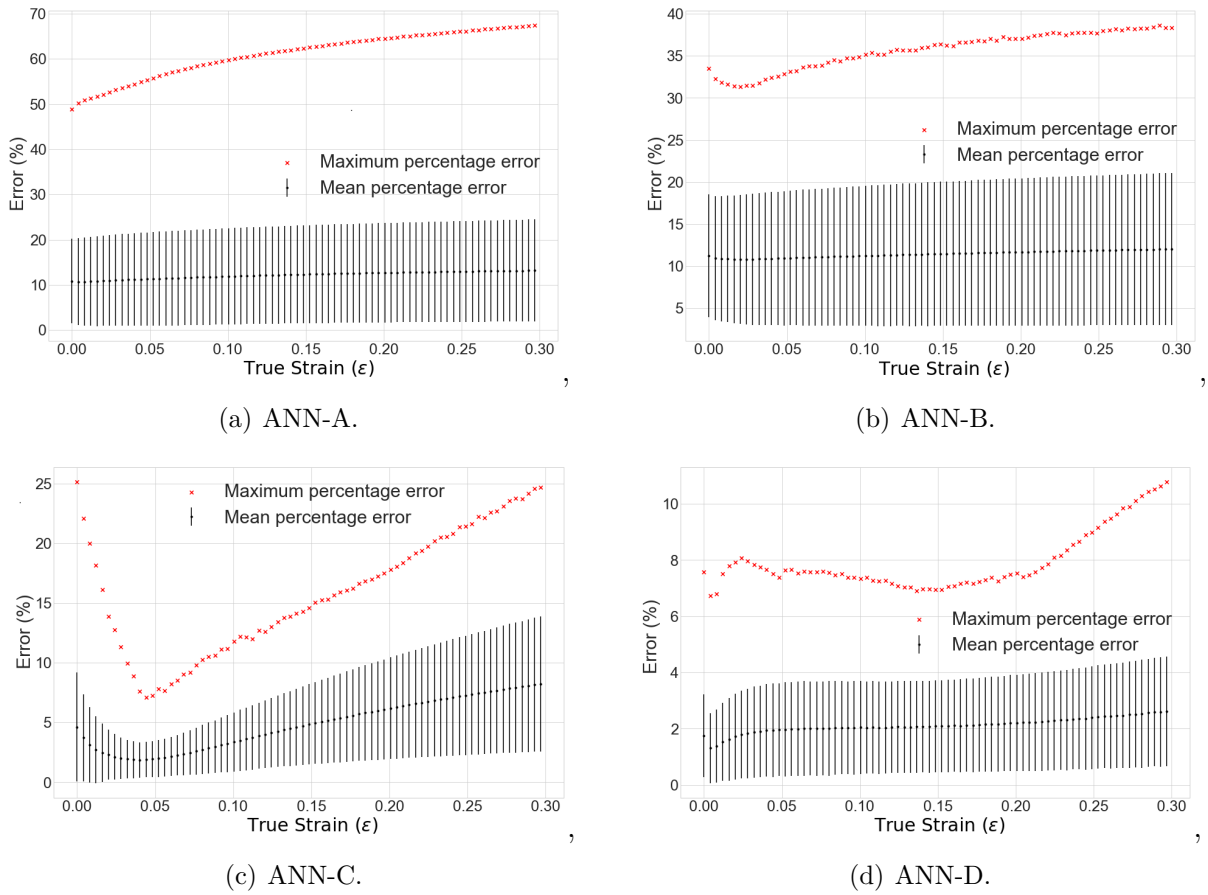 70
60
50
40
30
20
10
0
Error (%)
Maximum percentage error
Mean percentage error
0.00 0.05 0.10 0.15 0.20 0.25 0.30
True Strain (ε)
,
(a) ANN-A.
40
35
30
25
20
15
10
5
Error (%)
Maximum percentage error
Mean percentage error
0.00 0.05 0.10 0.15 0.20 0.25 0.30
True Strain (ε)
,
(b) ANN-B.
25
20
15
10
5
0
Error (%)
Maximum percentage error
Mean percentage error
0.00 0.05 0.10 0.15 0.20 0.25 0.30
True Strain (ε)
,
(c) ANN-C.
10
8
6
4
2
0
Error (%)
Maximum percentage error
Mean percentage error
0.00 0.05 0.10 0.15 0.20 0.25 0.30
True Strain (ε)
,
(d) ANN-D.